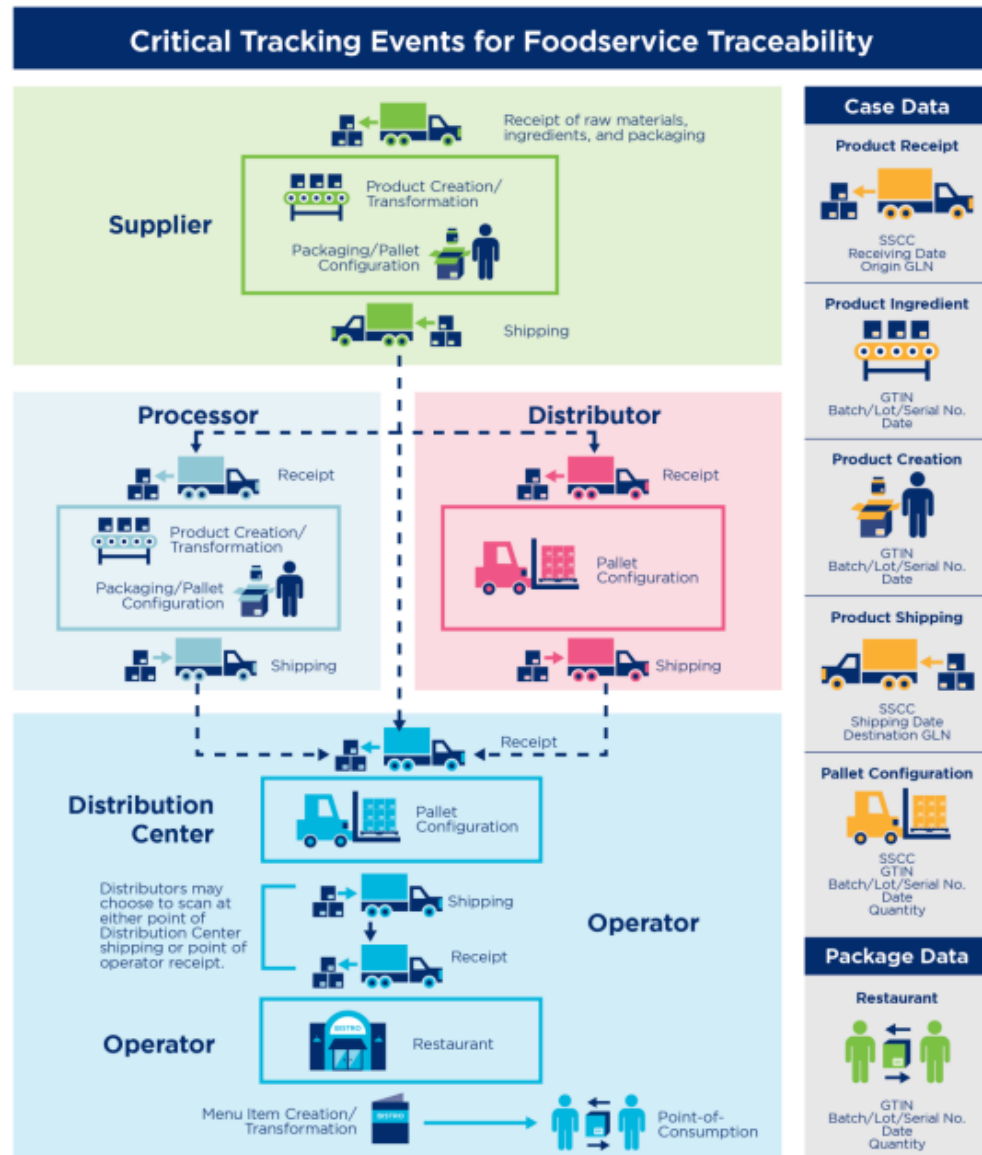 Critical Tracking Events for Foodservice Traceability
Receipt of raw materials,
ingredients, and packaging
Supplier
Product Creation/
Transformation
Packaging/Pallet
Configuration
Shipping
Processor
Receipt
Product Creation/
Transformation
Packaging/Pallet
Configuration
Shipping
Distributor
Receipt
Pallet
Configuration
Shipping
Receipt
Distribution
Center
Pallet
Configuration
Distributors may
choose to scan at
either point of
Distribution Center
shipping or point of
operator receipt.
Shipping
Receipt
Operator
Operator
BISTRO
Restaurant
Menu Item Creation/
Transformation
BISTRO
Point-of-
Consumption
Case Data
Product Receipt
SSCC
Receiving Date
Origin GLN
Product Ingredient
GTIN
Batch/Lot/Serial No.
Date
Product Creation
GTIN
Batch/Lot/Serial No.
Date
Product Shipping
SSCC
Shipping Date
Destination GLN
Pallet Configuration
SSCC
GTIN
Batch/Lot/Serial No.
Date
Quantity
Package Data
Restaurant
GTIN
Batch/Lot/Serial No.
Date
Quantity